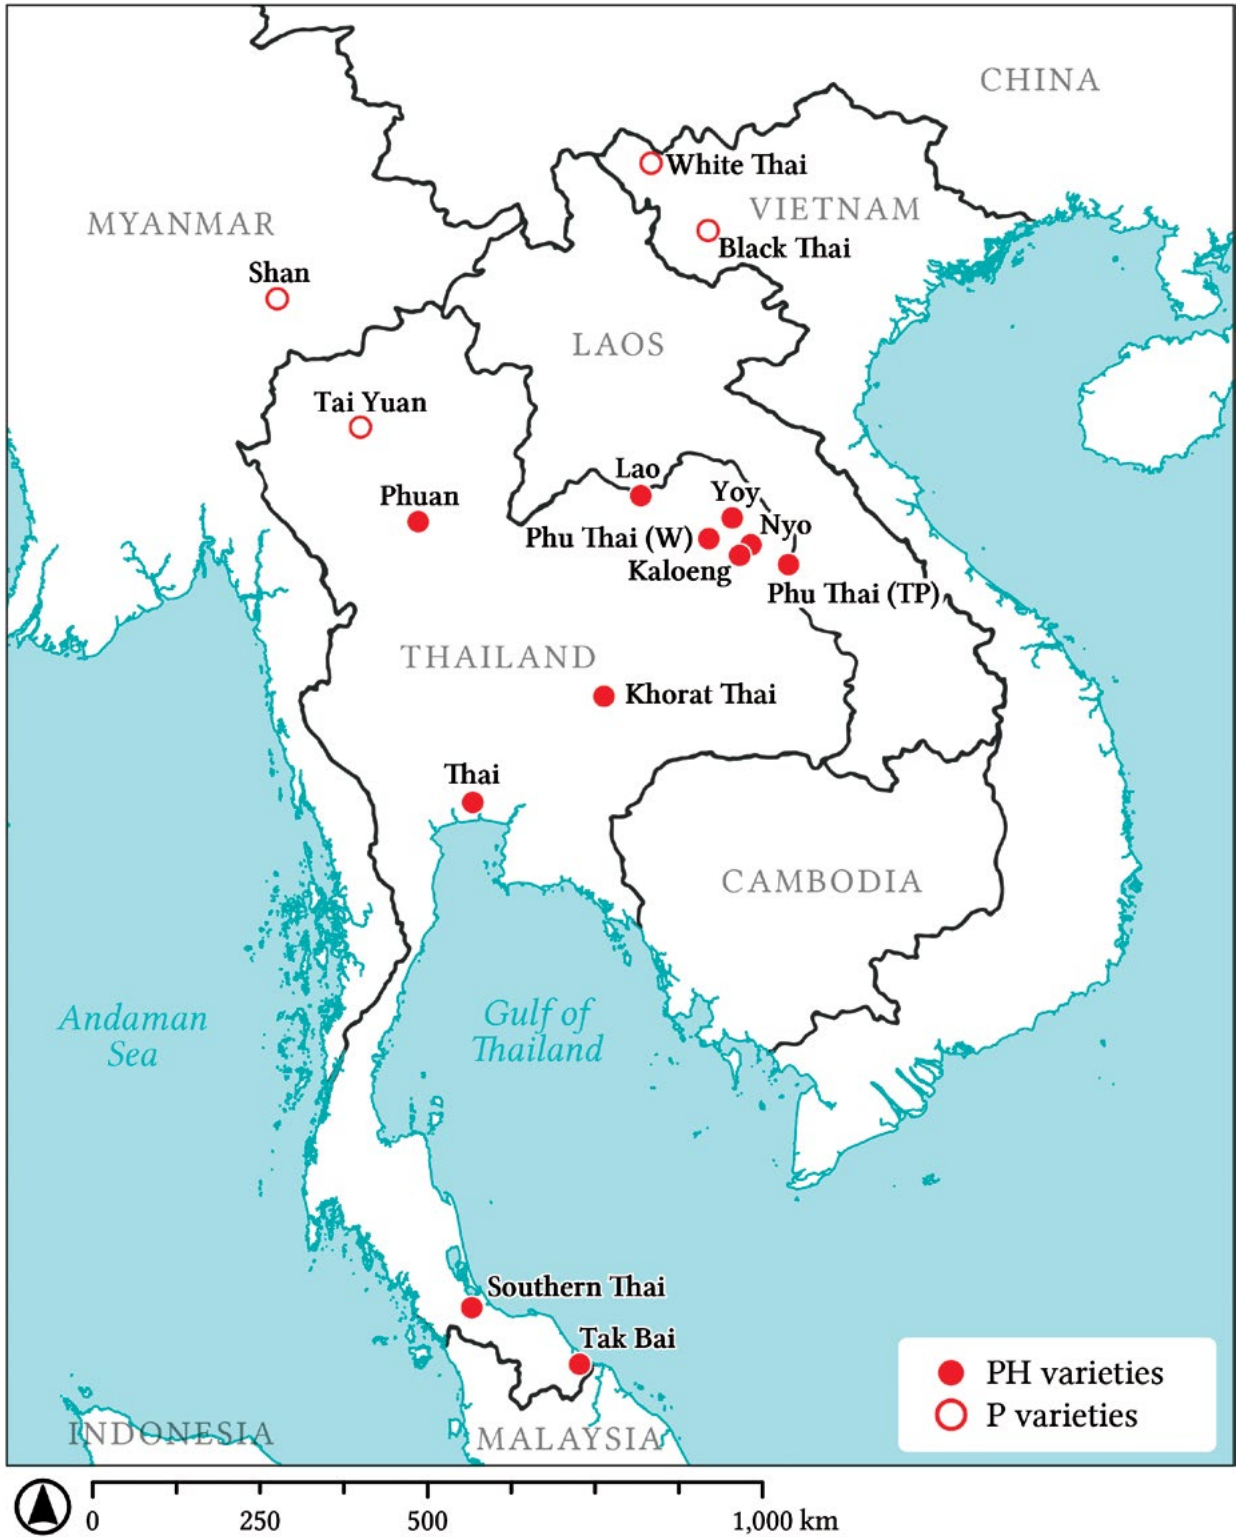 CHINA
White Thai
VIETNAM
MYANMAR
Black Thai
Shan
LAOS
Tai Yuan
Lao
Phuan
Yoy
Nyo
Phu Thai (W)
Kaloeng
Phu Thai (TP)
THAILAND
Khorat Thai
Thai
CAMBODIA
Andaman
Sea
Gulf of
Thailand
Southern Thai
Tak Bai
PH varieties
P varieties
INDONESIA
MALAYSIA
0
250
500
1,000 km